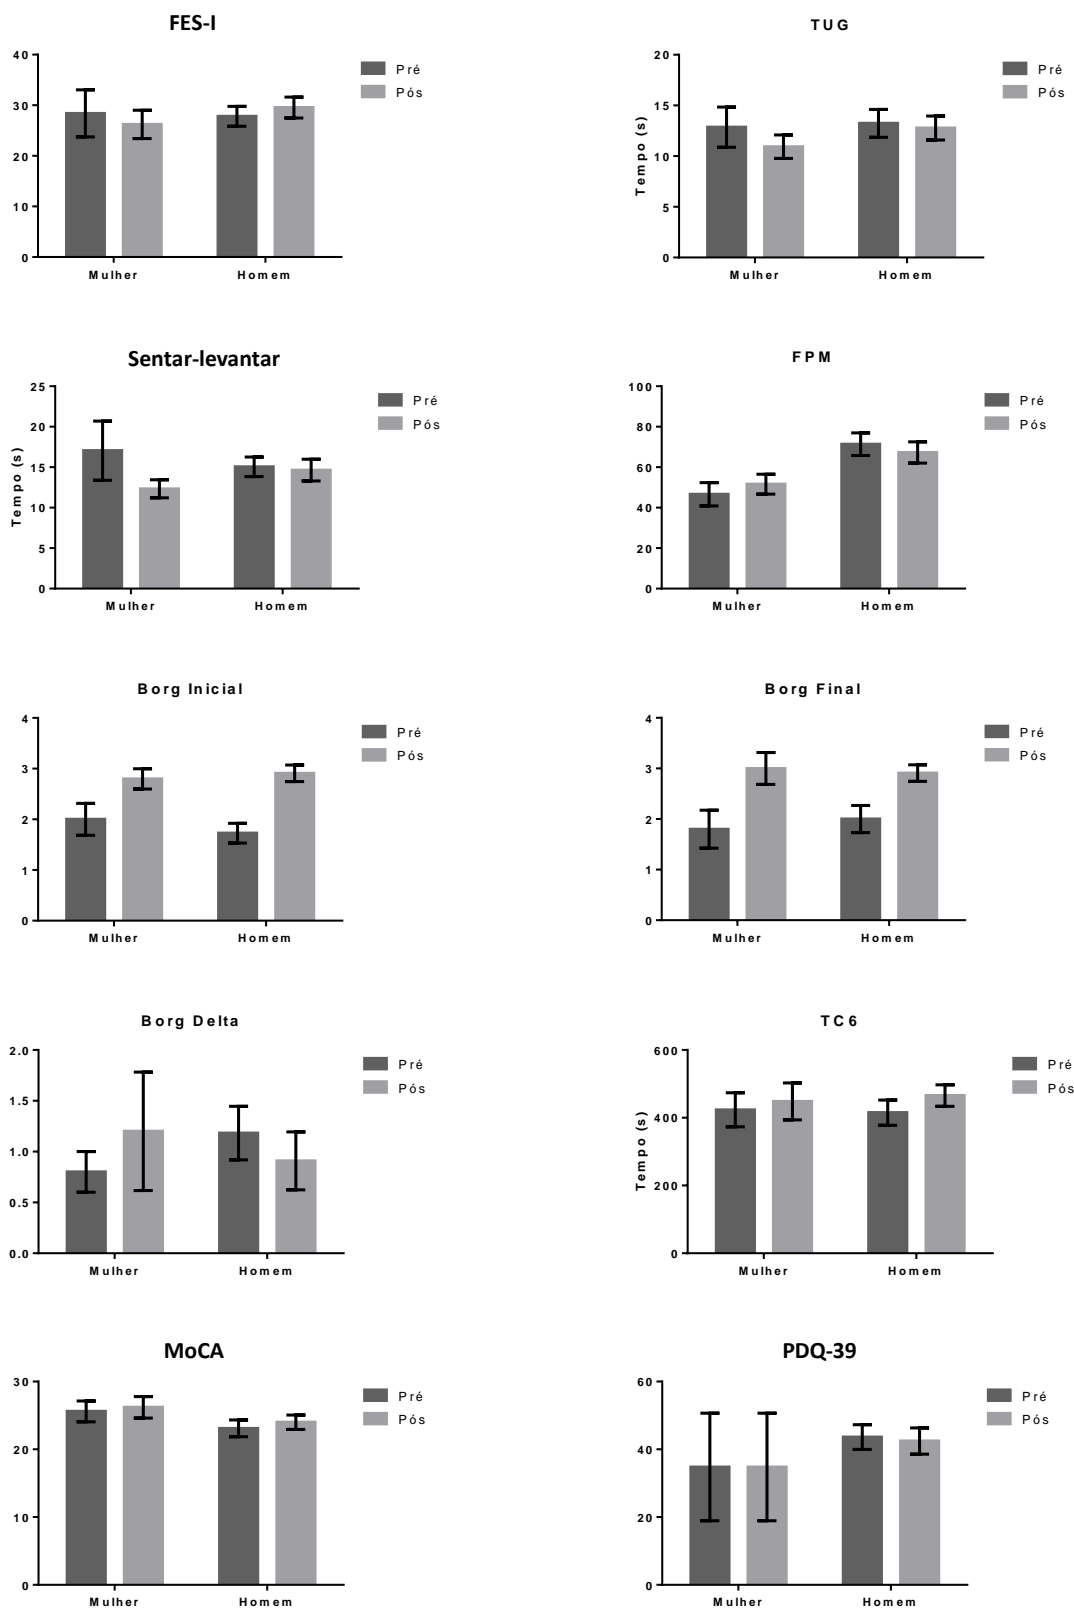 FES-I
40
30
20
10
0
Mulher Homem
Pré
Pós
TUG
Tempo (s)
20
15
10
5
0
Mulher Homem
Pré
Pós
Sentar-levantar
Tempo (s)
25
20
15
10
5
0
Mulher Homem
Pré
Pós
FPM
100
80
60
40
20
0
Mulher Homem
Pré
Pós
Borg Inicial
4
3
2
1
0
Mulher Homem
Pré
Pós
Borg Final
4
3
2
1
0
Mulher Homem
Pré
Pós
Borg Delta
2.0
1.5
1.0
0.5
0.0
Mulher Homem
Pré
Pós
TC6
Tempo (s)
600
400
200
0
Mulher Homem
Pré
Pós
MoCA
30
20
10
0
Mulher Homem
Pré
Pós
PDQ-39
60
40
20
0
Mulher Homem
Pré
Pós